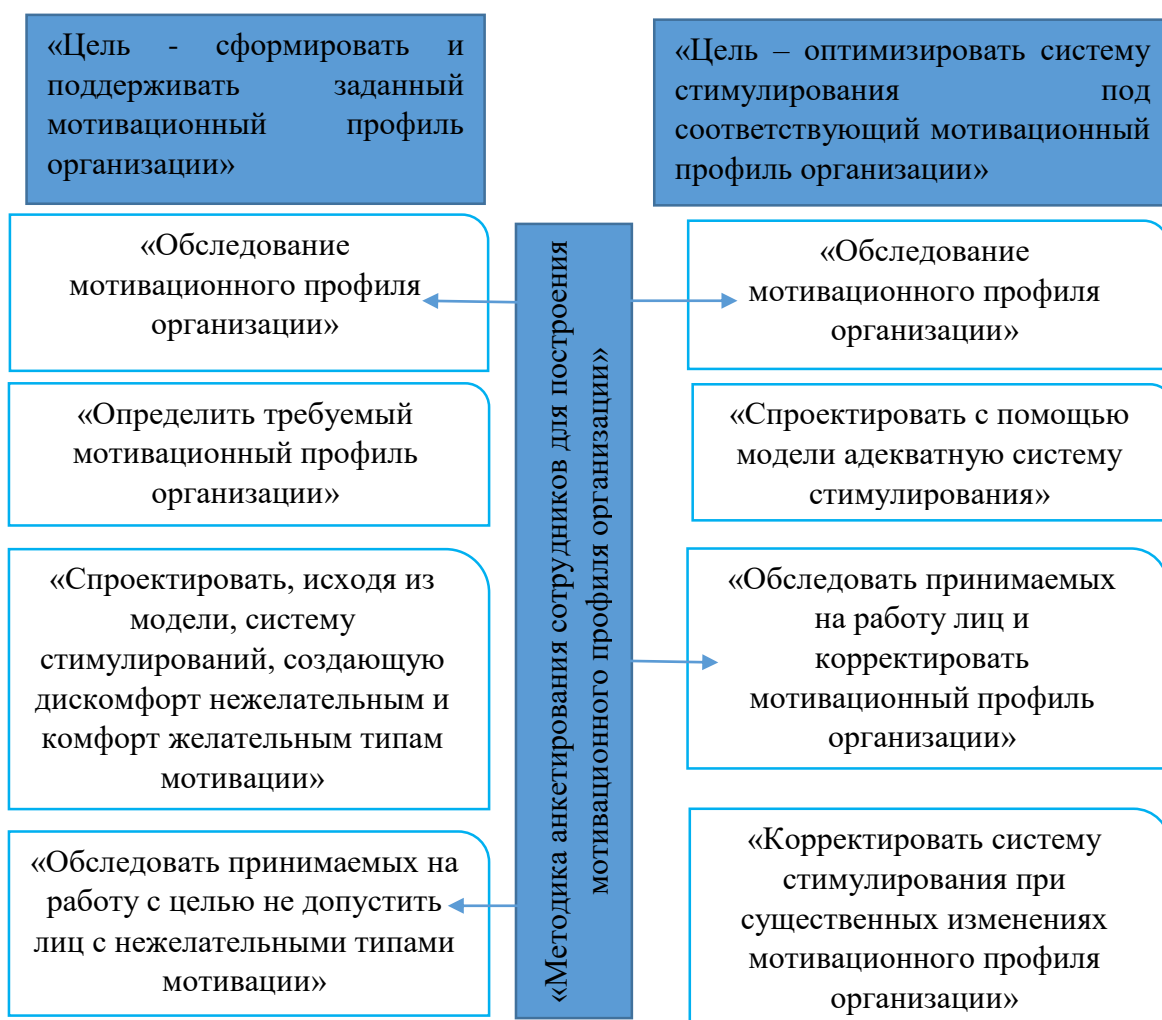 «Цель - сформировать и
поддерживать заданный
мотивационный профиль
организации»
«Обследование
мотивационного профиля
организации»
«Определить требуемый
мотивационный профиль
организации»
«Спроектировать, исходя из
модели, систему
стимулирований, создающую
дискомфорт нежелательным и
комфорт желательным типам
мотивации»
«Обследовать принимаемых на
работу с целью не допустить
лиц с нежелательными типами
мотивации»
«Методика анкетирования сотрудников для построения
мотивационного профиля организации»
«Цель – оптимизировать систему
стимулирования под
соответствующий мотивационный
профиль организации»
«Обследование
мотивационного профиля
организации»
«Спроектировать с помощью
модели адекватную систему
стимулирования»
«Обследовать принимаемых
на работу лиц и
корректировать
мотивационный профиль
организации»
«Корректировать систему
стимулирования при
существенных изменениях
мотивационного профиля
организации»